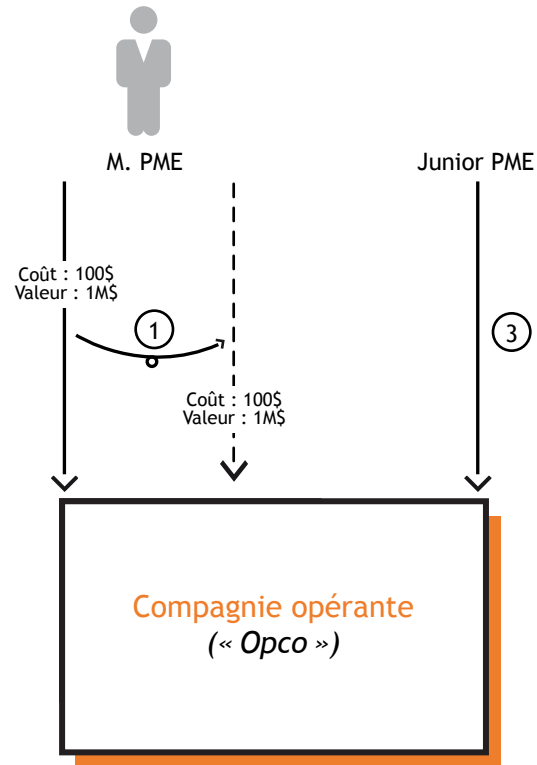 M. PME
Junior PME
Coût : 100$
Valeur : 1M$
1
3
Coût : 100$
Valeur : 1M$
Compagnie opérante
(« Opco »)